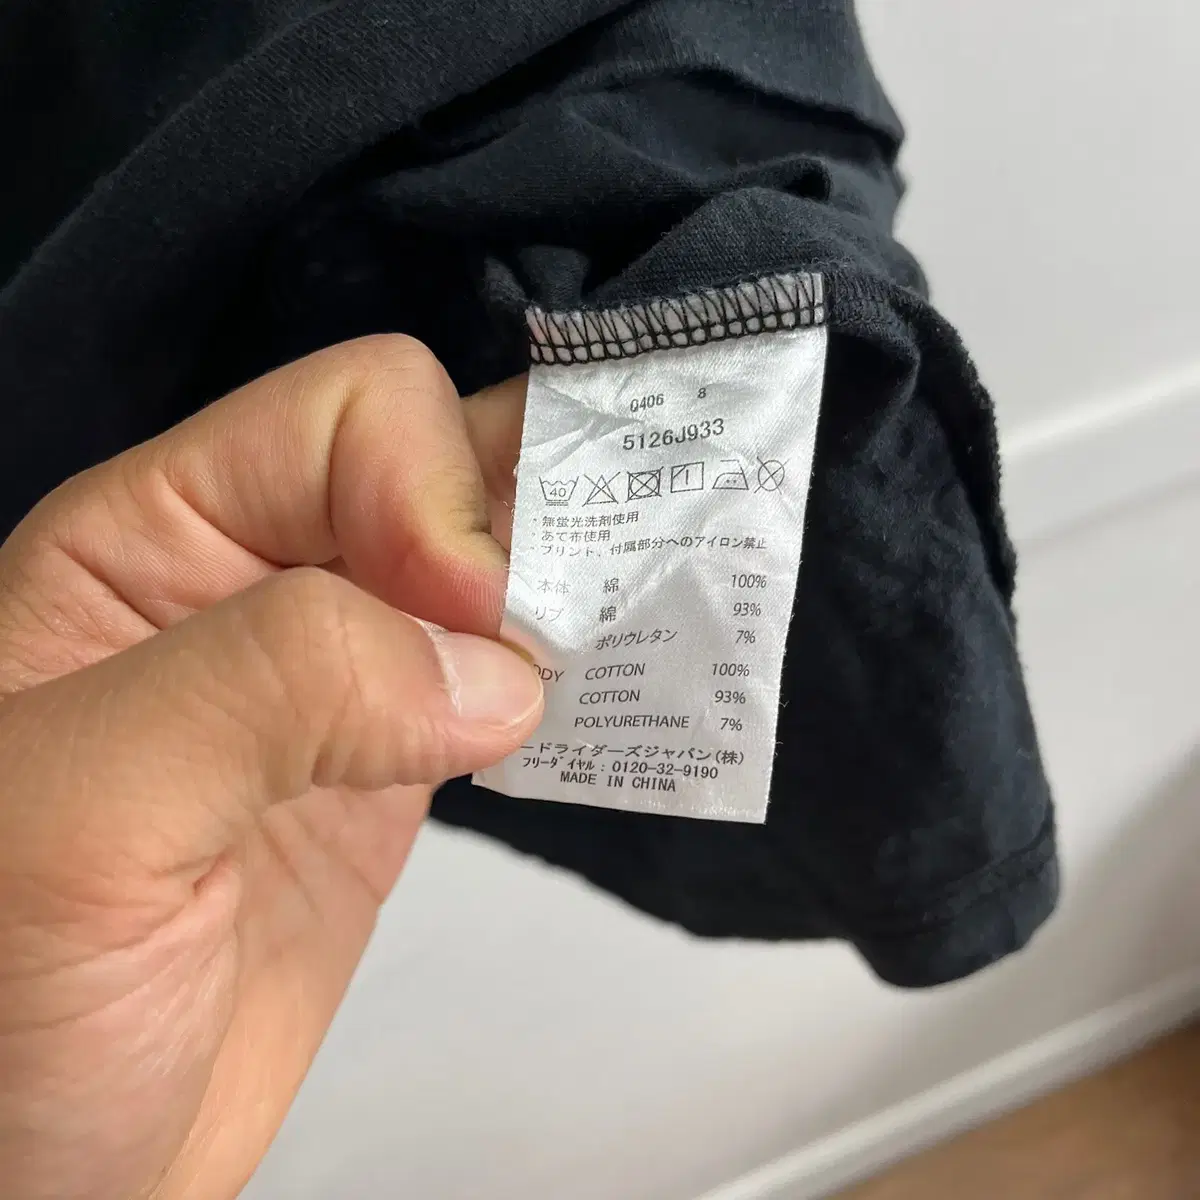 Q406 8
5126J933
40
・無蛍光洗剤使用
・あて布使用
・プリント、付属部分へのアイロン禁止
本体 綿 100%
リブ 綿 93%
ポリウレタン 7%
ODY COTTON 100%
COTTON 93%
POLYURETHANE 7%
ードライダーズジャパン(株)
フリーダイヤル:0120-32-9190
MADE IN CHINA